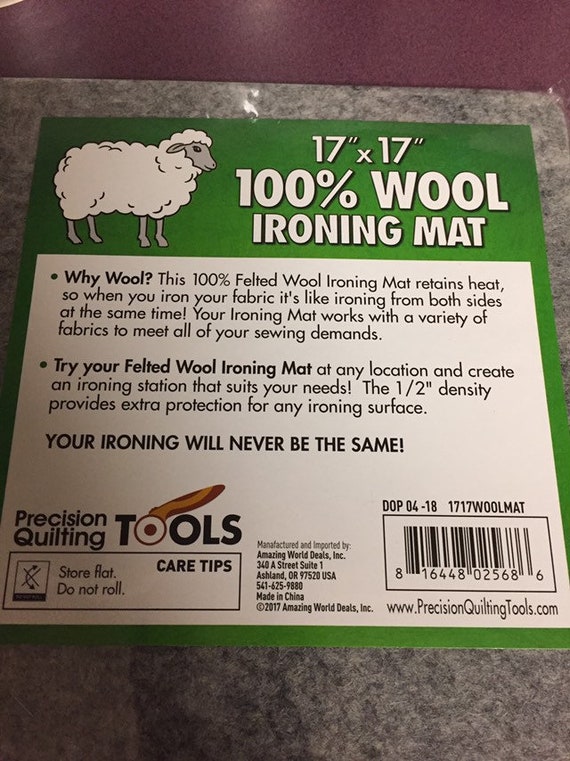 17" x 17"
100% WOOL
IRONING MAT
• Why Wool? This 100% Felted Wool Ironing Mat retains heat,
so when you iron your fabric it's like ironing from both sides
at the same time! Your Ironing Mat works with a variety of
fabrics to meet all of your sewing demands.
• Try your Felted Wool Ironing Mat at any location and create
an ironing station that suits your needs! The 1/2" density
provides extra protection for any ironing surface.
YOUR IRONING WILL NEVER BE THE SAME!
Precision
Quilting
TOOLS
CARE TIPS
Store flat.
Do not roll.
Manufactured and Imported by:
Amazing World Deals, Inc.
340 A Street Suite 1
Ashland, OR 97520 USA
541-625-9880
Made in China
©2017 Amazing World Deals, Inc.
DOP 04 -18 1717WOOLMAT
8 16448 02568 6
www.PrecisionQuiltingTools.com